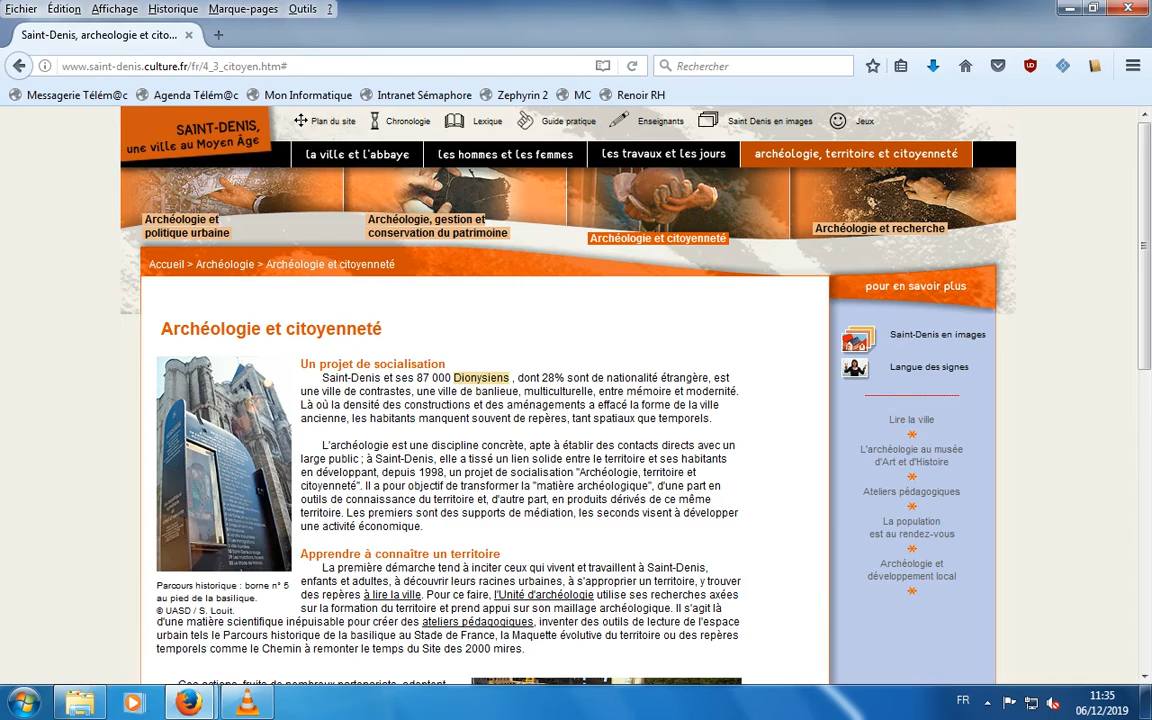 Fichier Édition Affichage Historique Marque-pages Outils ?
Saint-Denis, archeologie et cito...
www.saint-denis.culture.fr/fr/4_3_citoyen.htm#
Rechercher
Messagerie Télém@c Agenda Télém@c Mon Informatique Intranet Sémaphore Zephyrin 2 MC Renoir RH
SAINT-DENIS,
une ville au Moyen Âge
Plan du site Chronologie Lexique Guide pratique Enseignants Saint Denis en images Jeux
la ville et l'abbaye les hommes et les femmes les travaux et les jours archéologie, territoire et citoyenneté
Archéologie et
politique urbaine
Archéologie, gestion et
conservation du patrimoine
Archéologie et citoyenneté
Archéologie et recherche
Accueil > Archéologie > Archéologie et citoyenneté
pour en savoir plus
Archéologie et citoyenneté
Un projet de socialisation
Saint-Denis et ses 87 000 Dionysiens , dont 28% sont de nationalité étrangère, est
une ville de contrastes, une ville de banlieue, multiculturelle, entre mémoire et modernité.
Là où la densité des constructions et des aménagements a effacé la forme de la ville
ancienne, les habitants manquent souvent de repères, tant spatiaux que temporels.
L'archéologie est une discipline concrète, apte à établir des contacts directs avec un
large public ; à Saint-Denis, elle a tissé un lien solide entre le territoire et ses habitants
en développant, depuis 1998, un projet de socialisation "Archéologie, territoire et
citoyenneté". Il a pour objectif de transformer la "matière archéologique", d'une part en
outils de connaissance du territoire et, d'autre part, en produits dérivés de ce même
territoire. Les premiers sont des supports de médiation, les seconds visent à développer
une activité économique.
Apprendre à connaître un territoire
La première démarche tend à inciter ceux qui vivent et travaillent à Saint-Denis,
enfants et adultes, à découvrir leurs racines urbaines, à s'approprier un territoire, y trouver
des repères à lire la ville. Pour ce faire, l'Unité d'archéologie utilise ses recherches axées
sur la formation du territoire et prend appui sur son maillage archéologique. Il s'agit là
d'une matière scientifique inépuisable pour créer des ateliers pédagogiques, inventer des outils de lecture de l'espace
urbain tels le Parcours historique de la basilique au Stade de France, la Maquette évolutive du territoire ou des repères
temporels comme le Chemin à remonter le temps du Site des 2000 mires.
Parcours historique : borne n° 5
au pied de la basilique.
© UASD / S. Louit.
Ces actions, fruits de nombreux partenariats, adoptent
Saint-Denis en images
Langue des signes
Lire la ville
L'archéologie au musée
d'Art et d'Histoire
Ateliers pédagogiques
La population
est au rendez-vous
Archéologie et
développement local
FR
11:35
06/12/2019